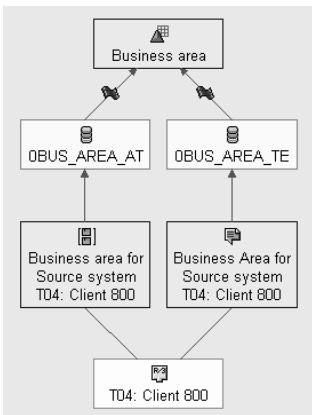 Business area
0BUS_AREA_AT
0BUS_AREA_TE
Business area for
Source system
T04: Client 800
Business Area for
Source system
T04: Client 800
R/3
T04: Client 800